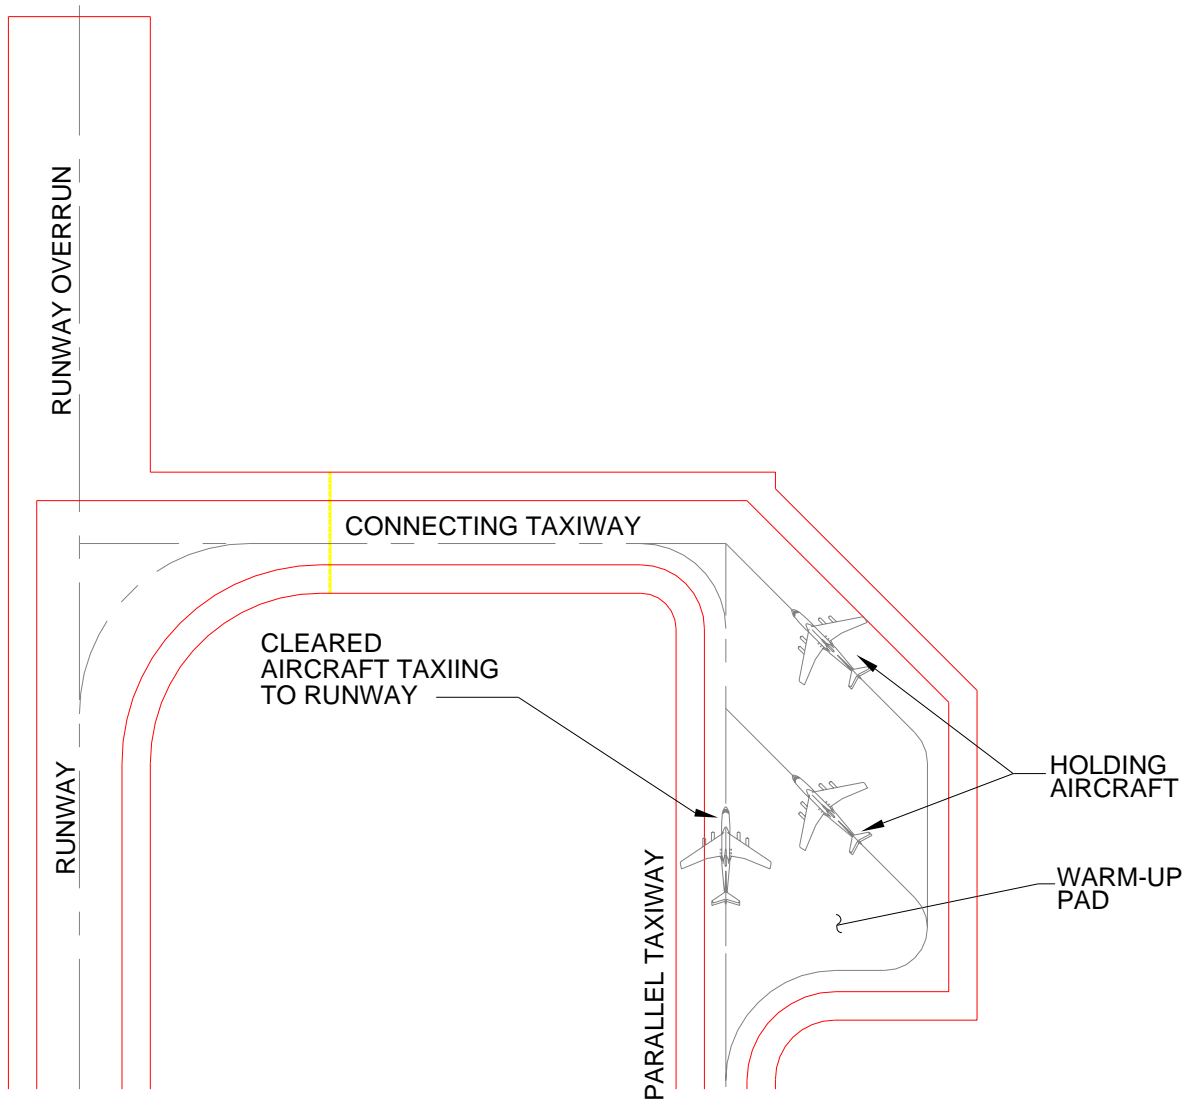 RUNWAY OVERRUN
CONNECTING TAXIWAY
CLEARED
AIRCRAFT TAXIING
TO RUNWAY
RUNWAY
HOLDING
AIRCRAFT
PARALLEL TAXIWAY
WARM-UP
PAD